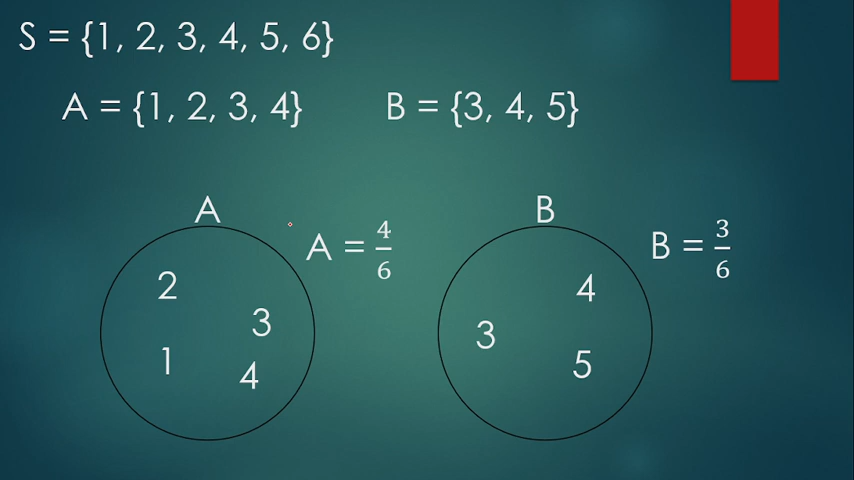 S = {1, 2, 3, 4, 5, 6}
A = {1, 2, 3, 4} B = {3, 4, 5}
A B
A = 4/6 B = 3/6
2 4
3 3
1 5
4